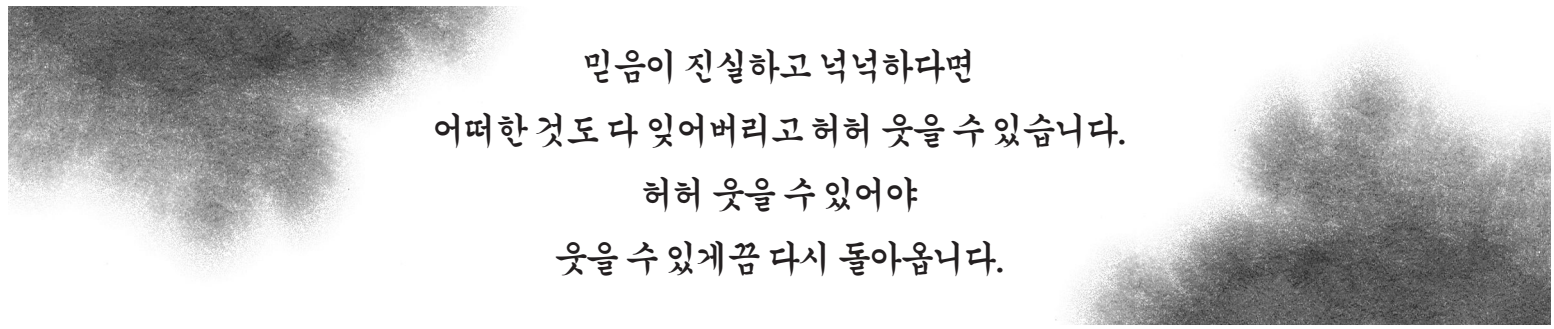 믿음이 진실하고 넉넉하다면
어떠한 것도 다 잊어버리고 허허 웃을 수 있습니다.
허허 웃을 수 있어야
웃을 수 있게끔 다시 돌아옵니다.